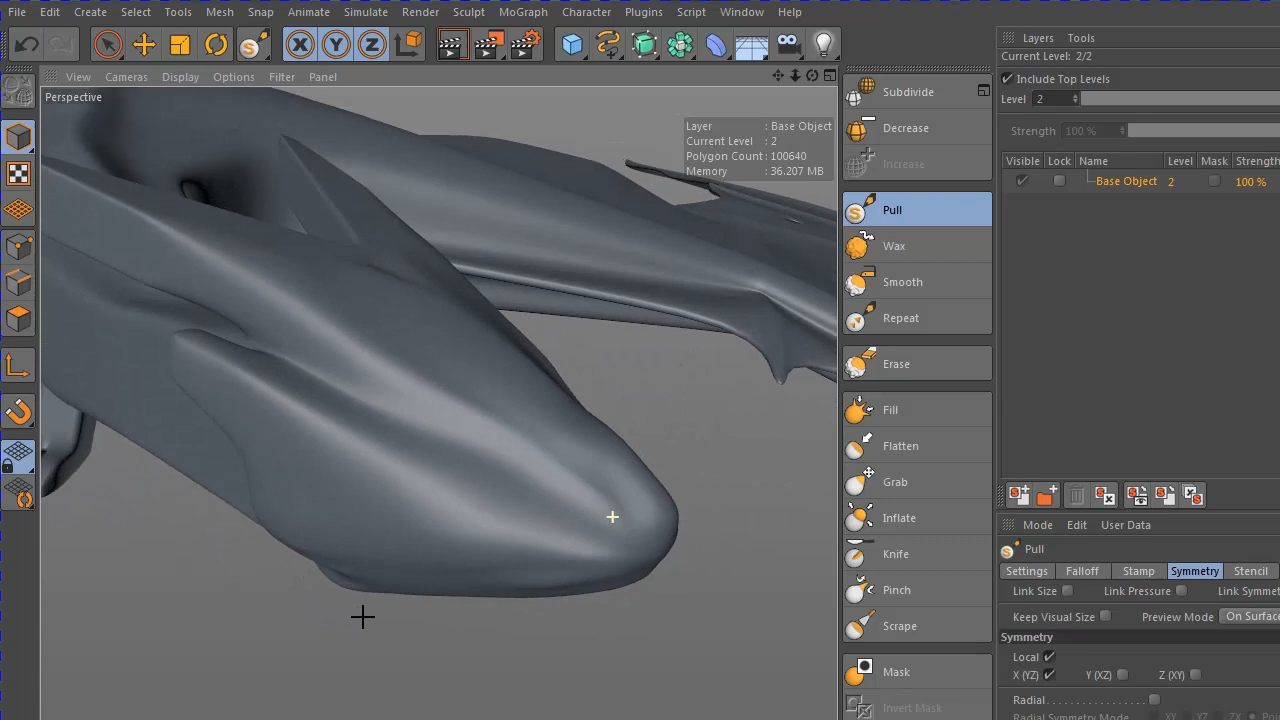 File Edit Create Select Tools Mesh Snap Animate Simulate Render Sculpt MoGraph Character Plugins Script Window Help
X Y Z
View Cameras Display Options Filter Panel
Perspective
Layer : Base Object
Current Level : 2
Polygon Count : 100640
Memory : 36.207 MB
Subdivide
Decrease
Increase
Pull
Wax
Smooth
Repeat
Erase
Fill
Flatten
Grab
Inflate
Knife
Pinch
Scrape
Mask
Invert Mask
Layers Tools
Current Level: 2/2
Include Top Levels
Level 2
Strength 100 %
Visible Lock Name Level Mask Strength
Base Object 2 100 %
Mode Edit User Data
Pull
Settings Falloff Stamp Symmetry Stencil
Link Size Link Pressure Link Symmet
Keep Visual Size Preview Mode On Surface
Symmetry
Local
X (YZ) Y (XZ) Z (XY)
Radial
Radial Symmetry Mode